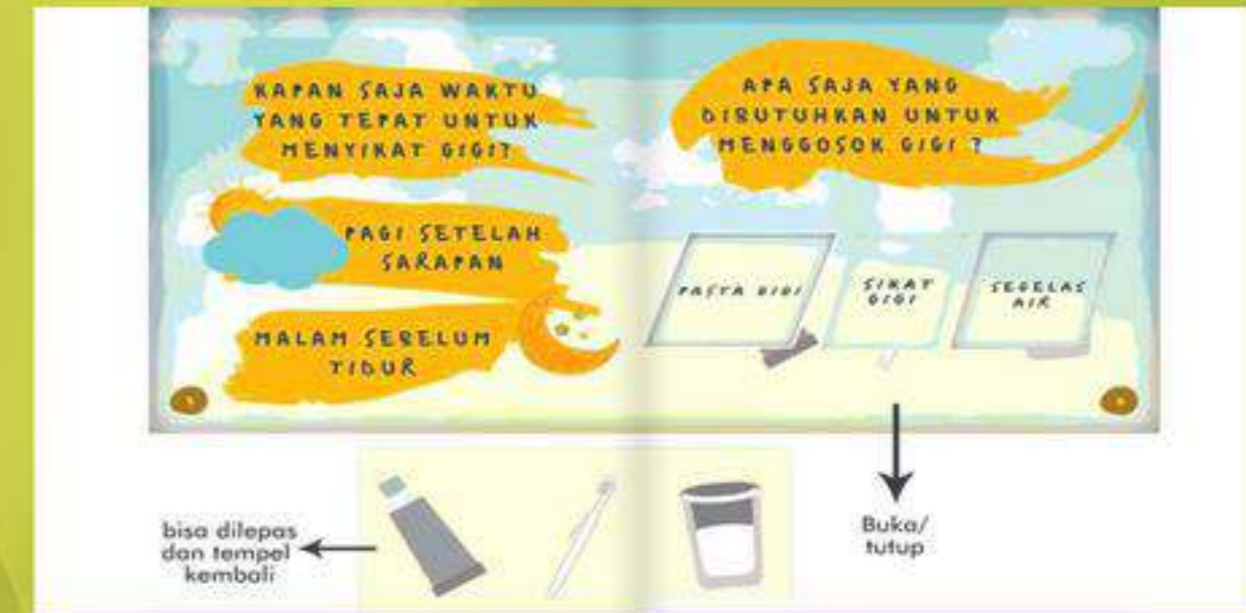 KAPAN SAJA WAKTU
YANG TEPAT UNTUK
MENYIKAT GIGI?
PAGI SETELAH
SARAPAN
MALAM SEBELUM
TIDUR
APA SAJA YANG
DIBUTUHKAN UNTUK
MENGGOSOK GIGI ?
PASTA GIGI
SIKAT
GIGI
SEGELAS
AIR
bisa dilepas
dan tempel
kembali
Buka/
tutup